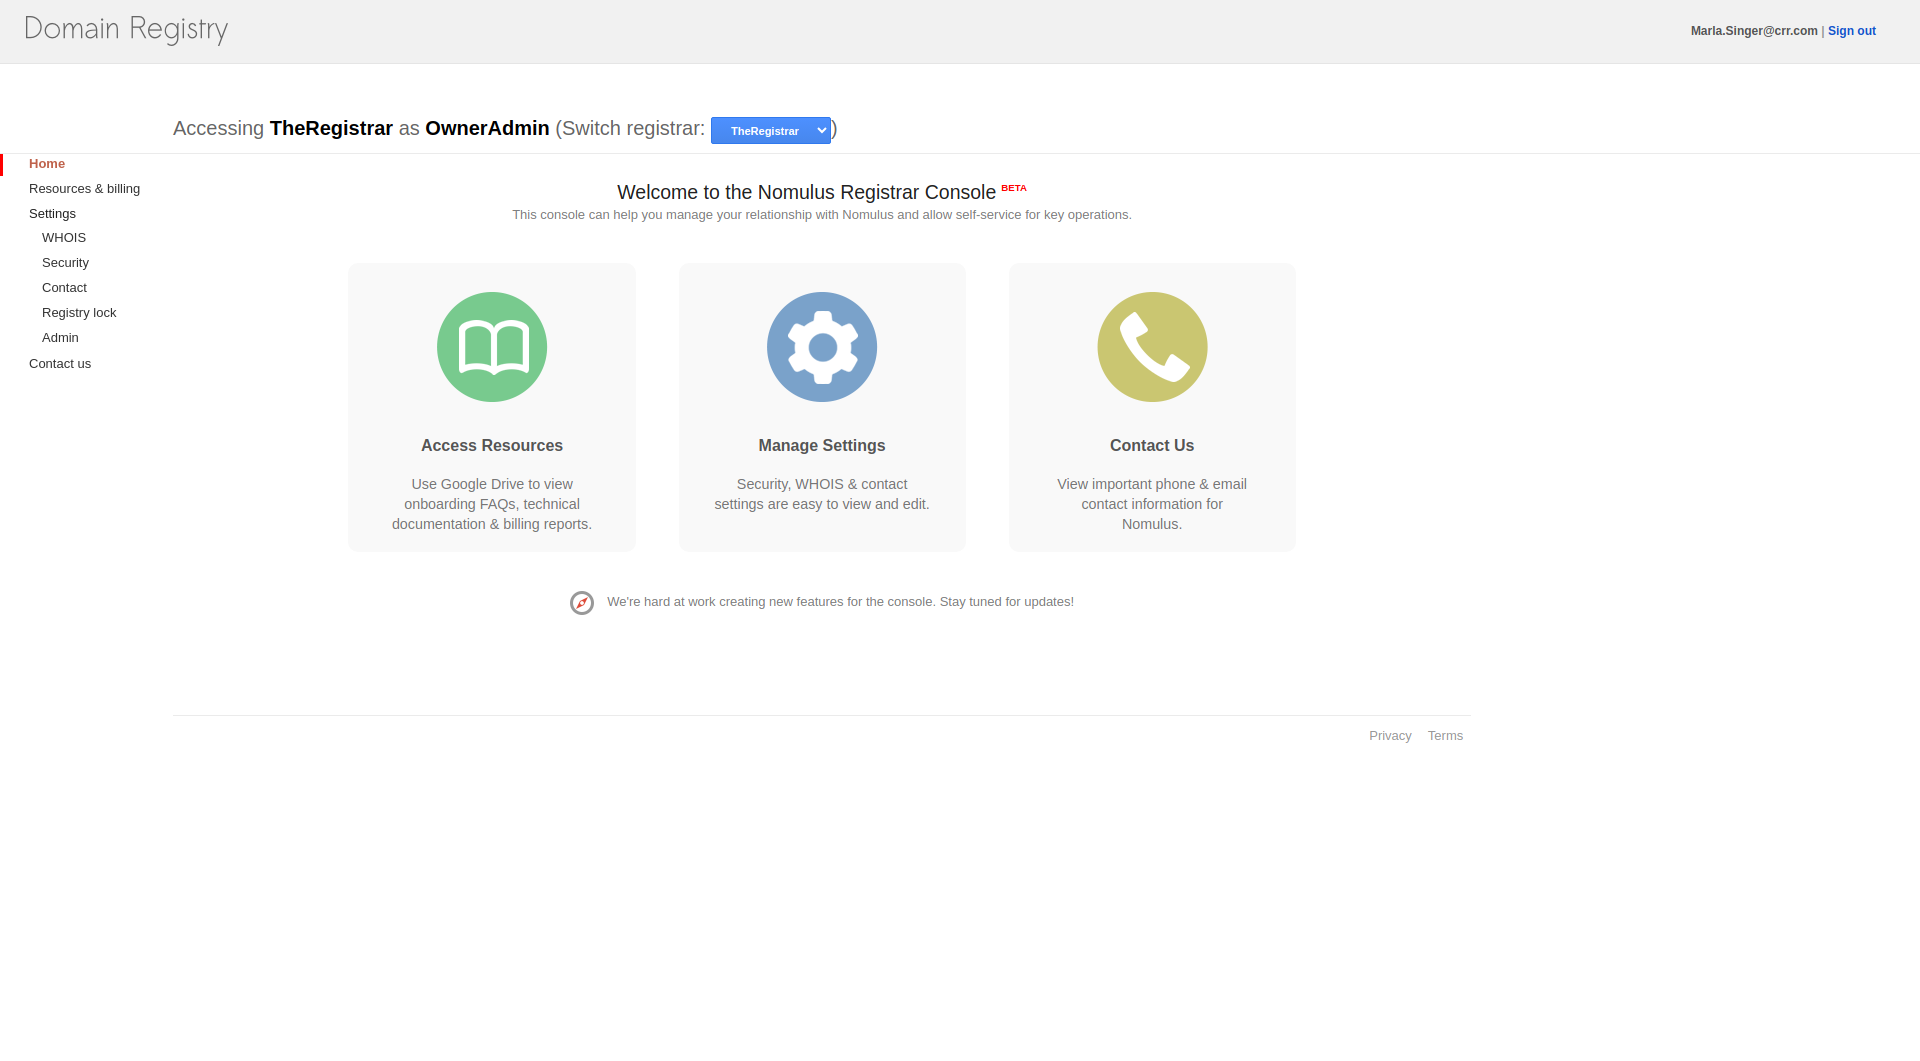 Domain Registry
Marla.Singer@crr.com | Sign out
Accessing TheRegistrar as OwnerAdmin (Switch registrar: TheRegistrar)
Home
Resources & billing
Settings
WHOIS
Security
Contact
Registry lock
Admin
Contact us
Welcome to the Nomulus Registrar Console BETA
This console can help you manage your relationship with Nomulus and allow self-service for key operations.
Access Resources
Use Google Drive to view
onboarding FAQs, technical
documentation & billing reports.
Manage Settings
Security, WHOIS & contact
settings are easy to view and edit.
Contact Us
View important phone & email
contact information for
Nomulus.
We're hard at work creating new features for the console. Stay tuned for updates!
Privacy Terms